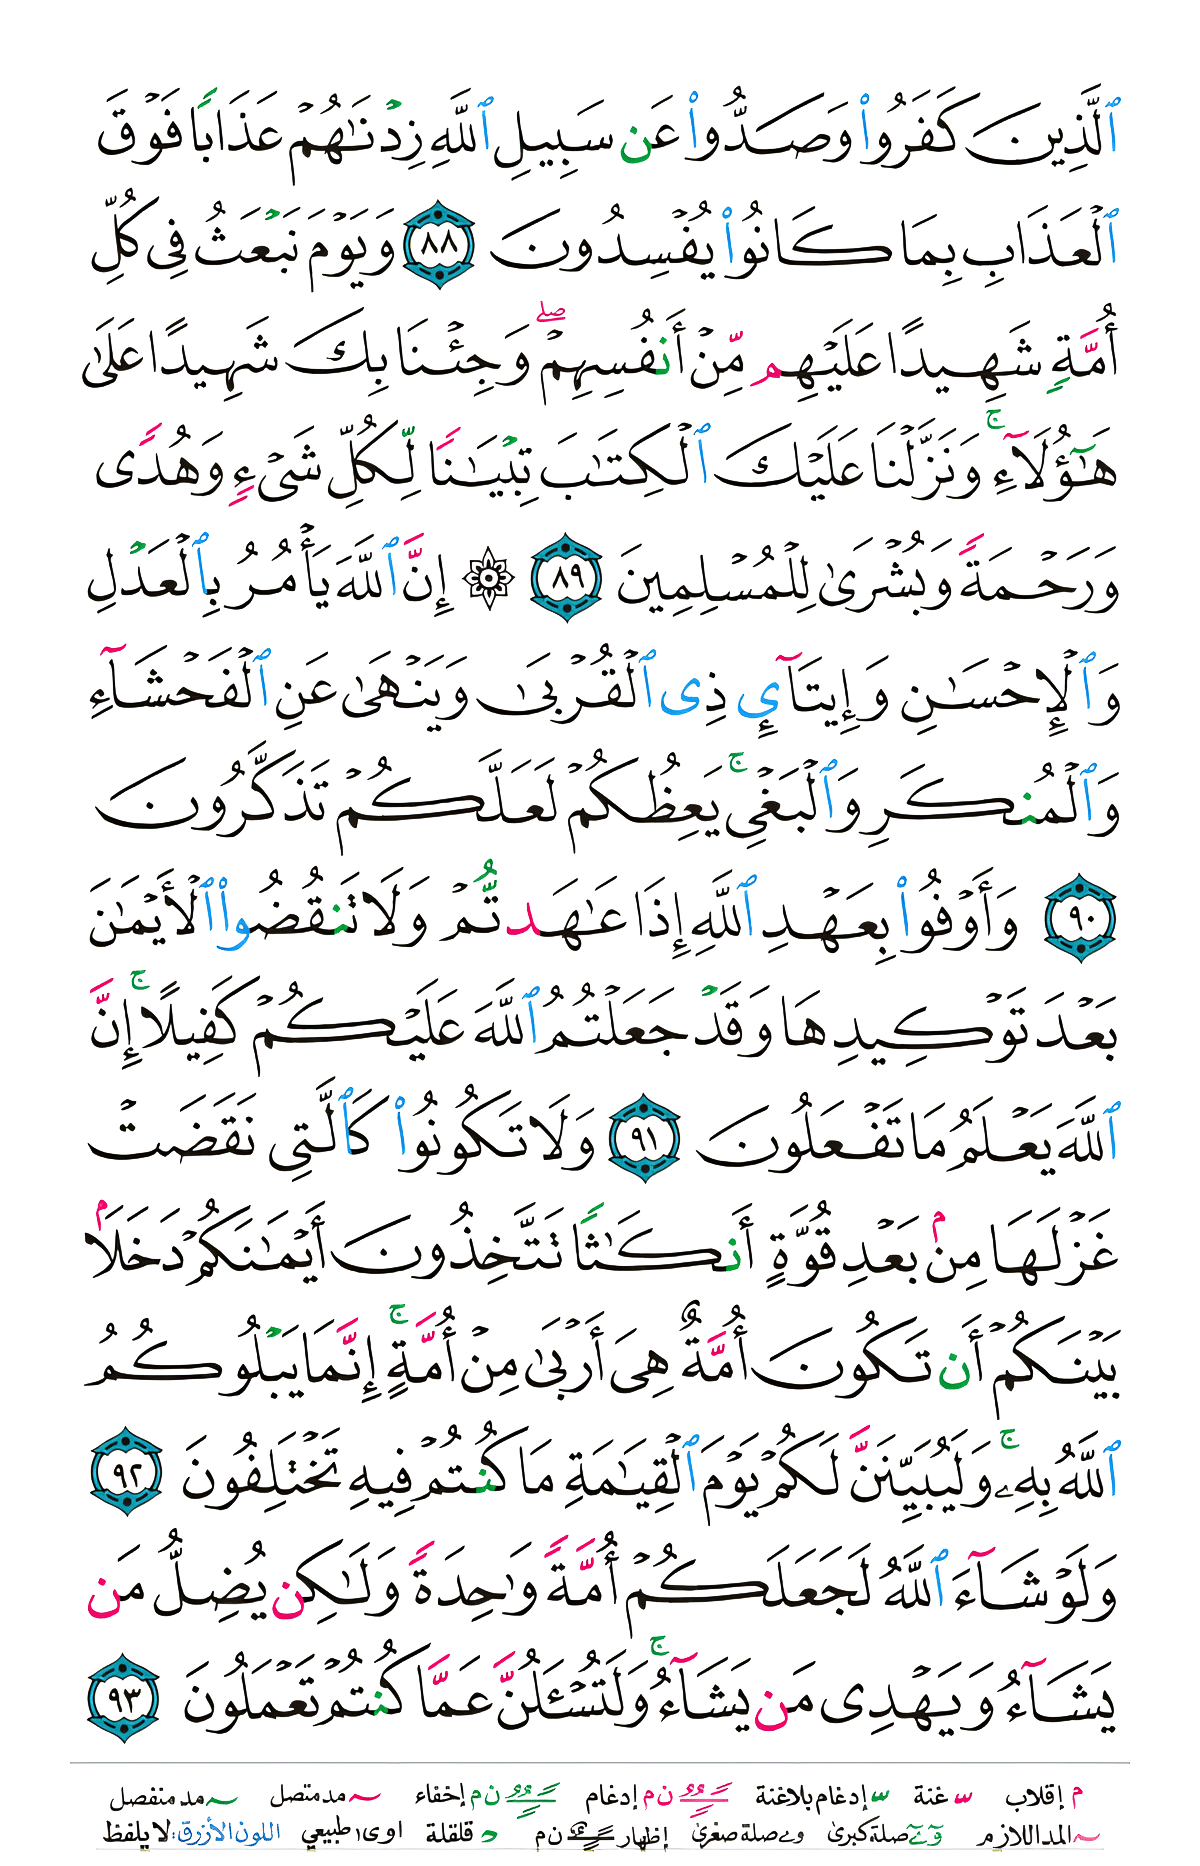 ٱلَّذِينَ كَفَرُواْ وَصَدُّواْ عَن سَبِيلِ ٱللَّهِ زِدۡنَٰهُمۡ عَذَابٗا فَوۡقَ
ٱلۡعَذَابِ بِمَا كَانُواْ يُفۡسِدُونَ ٨٨ وَيَوۡمَ نَبۡعَثُ فِي كُلِّ
أُمَّةٖ شَهِيدًا عَلَيۡهِم مِّنۡ أَنفُسِهِمۡۖ وَجِئۡنَا بِكَ شَهِيدًا عَلَىٰ
هَٰٓؤُلَآءِۚ وَنَزَّلۡنَا عَلَيۡكَ ٱلۡكِتَٰبَ تِبۡيَٰنٗا لِّكُلِّ شَيۡءٖ وَهُدٗى
وَرَحۡمَةٗ وَبُشۡرَىٰ لِلۡمُسۡلِمِينَ ٨٩ ۞ إِنَّ ٱللَّهَ يَأۡمُرُ بِٱلۡعَدۡلِ
وَٱلۡإِحۡسَٰنِ وَإِيتَآيِٕ ذِي ٱلۡقُرۡبَىٰ وَيَنۡهَىٰ عَنِ ٱلۡفَحۡشَآءِ
وَٱلۡمُنكَرِ وَٱلۡبَغۡيِۚ يَعِظُكُمۡ لَعَلَّكُمۡ تَذَكَّرُونَ
٩٠ وَأَوۡفُواْ بِعَهۡدِ ٱللَّهِ إِذَا عَٰهَدتُّمۡ وَلَا تَنقُضُواْ ٱلۡأَيۡمَٰنَ
بَعۡدَ تَوۡكِيدِهَا وَقَدۡ جَعَلۡتُمُ ٱللَّهَ عَلَيۡكُمۡ كَفِيلًاۚ إِنَّ
ٱللَّهَ يَعۡلَمُ مَا تَفۡعَلُونَ ٩١ وَلَا تَكُونُواْ كَٱلَّتِي نَقَضَتۡ
غَزۡلَهَا مِنۢ بَعۡدِ قُوَّةٍ أَنكَٰثٗا تَتَّخِذُونَ أَيۡمَٰنَكُمۡ دَخَلَۢا
بَيۡنَكُمۡ أَن تَكُونَ أُمَّةٌ هِيَ أَرۡبَىٰ مِنۡ أُمَّةٍۚ إِنَّمَا يَبۡلُوكُمُ
ٱللَّهُ بِهِۦۚ وَلَيُبَيِّنَنَّ لَكُمۡ يَوۡمَ ٱلۡقِيَٰمَةِ مَا كُنتُمۡ فِيهِ تَخۡتَلِفُونَ ٩٢
وَلَوۡ شَآءَ ٱللَّهُ لَجَعَلَكُمۡ أُمَّةٗ وَٰحِدَةٗ وَلَٰكِن يُضِلُّ مَن
يَشَآءُ وَيَهۡدِي مَن يَشَآءُۚ وَلَتُسۡـَٔلُنَّ عَمَّا كُنتُمۡ تَعۡمَلُونَ ٩٣
م إقلاب غنة إدغام بلاغنة ن م إدغام ن م إخفاء مد متصل مد منفصل
المد اللازم صلة كبرى و ے صلة صغرى إظهار ن م قلقلة اوى طبيعي اللون الأزرق: لا يلفظ